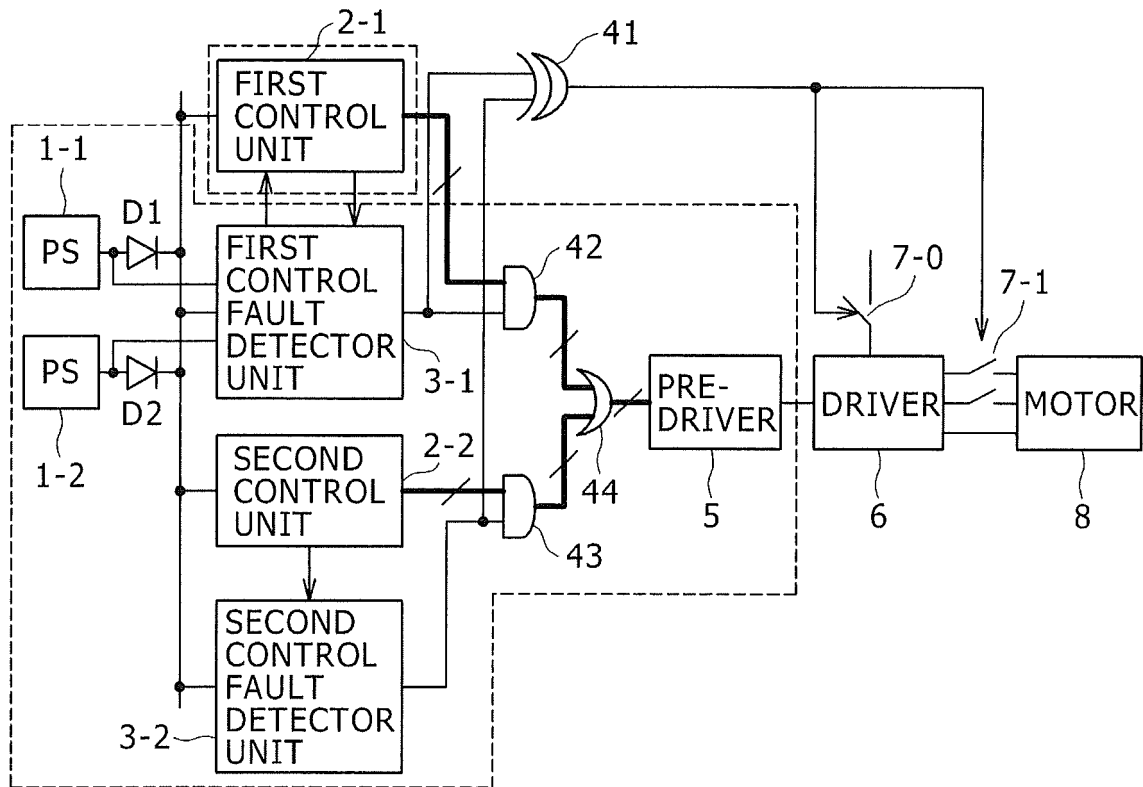 2-1
41
FIRST
CONTROL
UNIT
1-1
PS
D1
FIRST
CONTROL
FAULT
DETECTOR
UNIT
3-1
42
7-0
7-1
PS
D2
1-2
PRE-
DRIVER
5
DRIVER
6
MOTOR
8
44
SECOND
CONTROL
UNIT
2-2
43
SECOND
CONTROL
FAULT
DETECTOR
UNIT
3-2